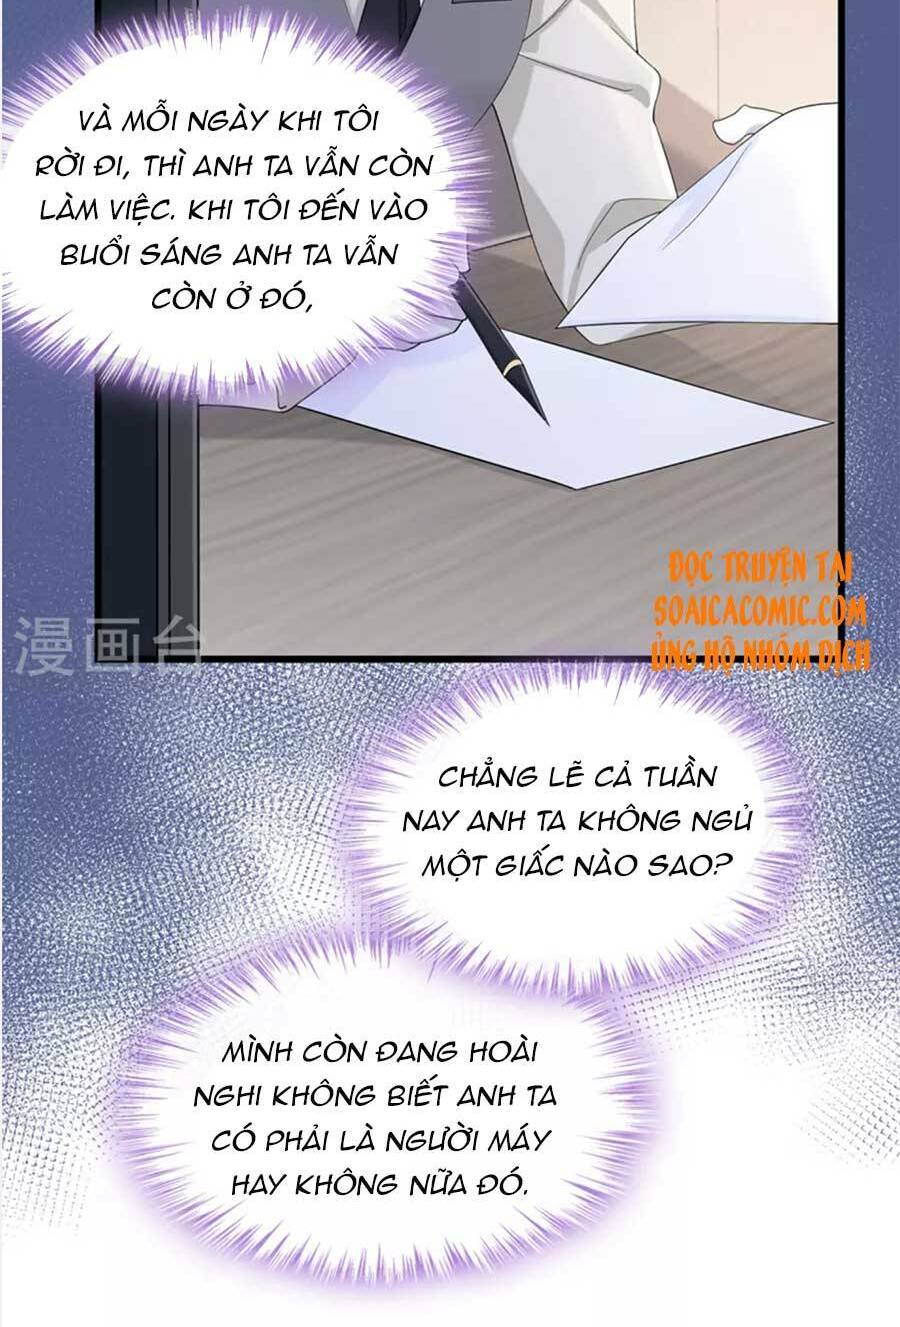 VÀ MỖI NGÀY KHI TÔI
RỜI ĐI, THÌ ANH TA VẪN CÒN
LÀM VIỆC. KHI TÔI ĐẾN VÀO
BUỔI SÁNG ANH TA VẪN
CÒN Ở ĐÓ,
ĐỌC TRUYỆN TẠI
SOAICACOMIC.COM
ỦNG HỘ NHÓM DỊCH
漫画台
CHẲNG LẼ CẢ TUẦN
NAY ANH TA KHÔNG NGỦ
MỘT GIẤC NÀO SAO?
MÌNH CÒN ĐANG HOÀI
NGHI KHÔNG BIẾT ANH TA
CÓ PHẢI LÀ NGƯỜI MÁY
HAY KHÔNG NỮA ĐÓ.